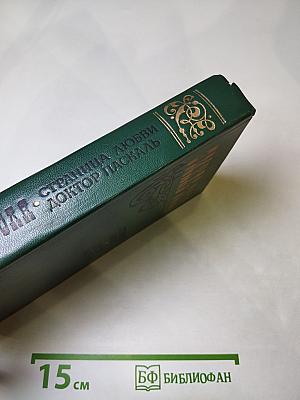 СТРАНИЦА ЛЮБВИ
ДОКТОР ПАСКАЛЬ
15 см
БФ БИБЛИОФАН